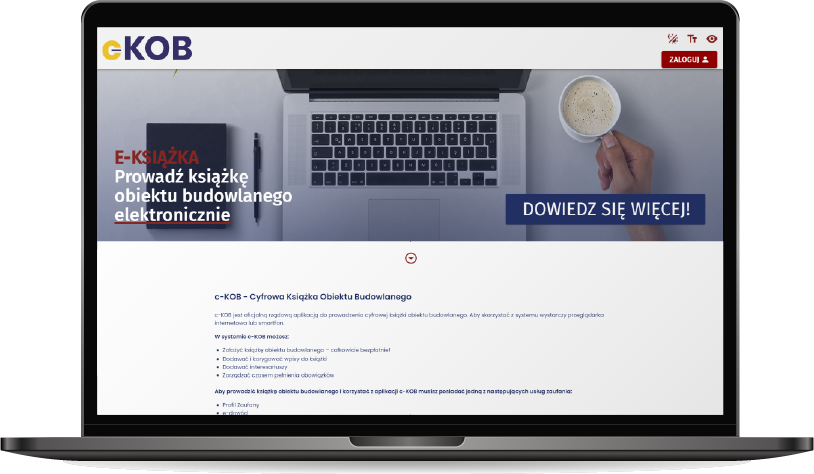 c-KOB
ZALOGUJ
E-KSIĄŻKA
Prowadź książkę
obiektu budowlanego
elektronicznie
DOWIEDZ SIĘ WIĘCEJ!
c-KOB - Cyfrowa Książka Obiektu Budowlanego
c-KOB jest oficjalną rządową aplikacją do prowadzenia cyfrowej książki obiektu budowlanego. Aby skorzystać z systemu wystarczy przeglądarka
internetowa lub smartfon.
W systemie c-KOB możesz:
• Założyć książkę obiektu budowlanego - całkowicie bezpłatnie!
• Dodawać i korygować wpisy do książki
• Dodawać interesariuszy
• Zarządzać czasem pełnienia obowiązków
Aby prowadzić książkę obiektu budowlanego i korzystać z aplikacji c-KOB musisz posiadać jedną z następujących usług zaufania:
• Profil Zaufany
• e-dowód